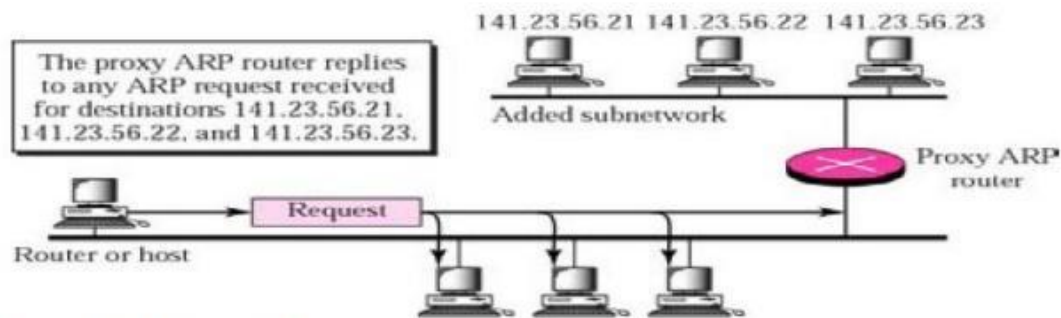 141.23.56.21 141.23.56.22 141.23.56.23
The proxy ARP router replies
to any ARP request received
for destinations 141.23.56.21,
141.23.56.22, and 141.23.56.23.
Added subnetwork
Proxy ARP
router
Request
Router or host